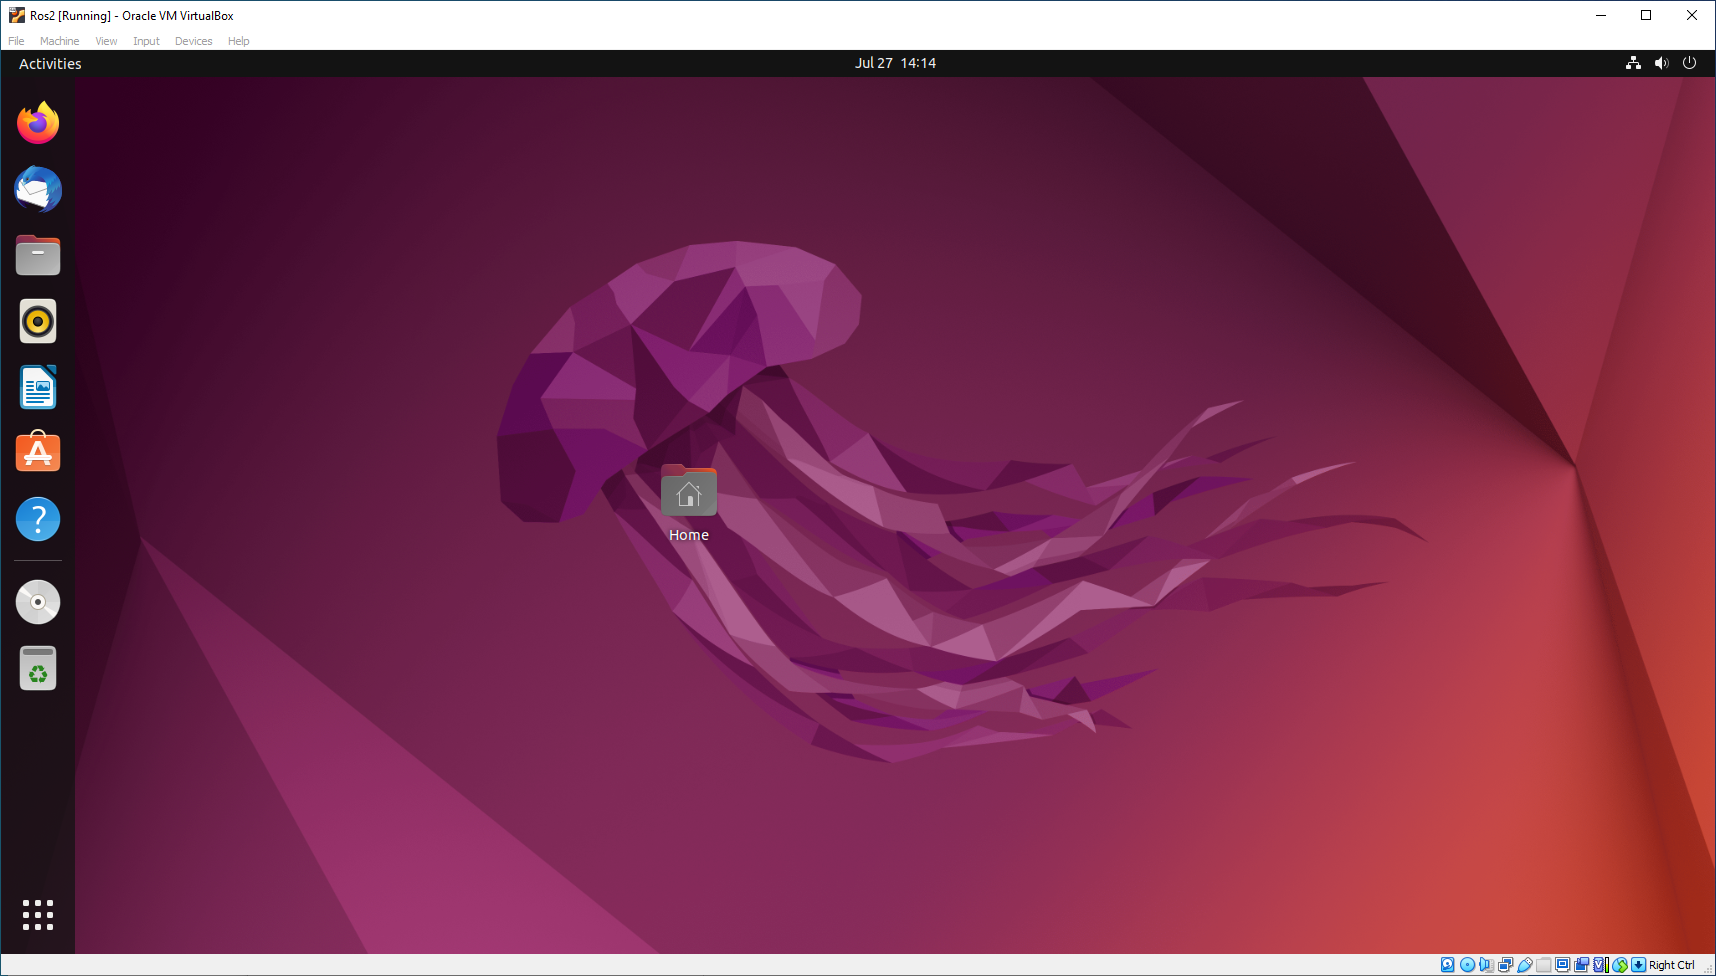 Ros2 [Running] - Oracle VM VirtualBox
File Machine View Input Devices Help
Activities
Jul 27 14:14
Home
Right Ctrl